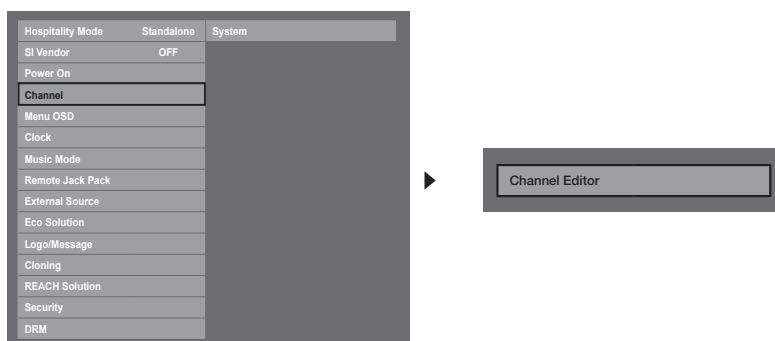 Hospitality Mode Standalone System
SI Vendor OFF
Power On
Channel
Menu OSD
Clock
Music Mode
Remote Jack Pack
External Source
Eco Solution
Logo/Message
Cloning
REACH Solution
Security
DRM
Channel Editor